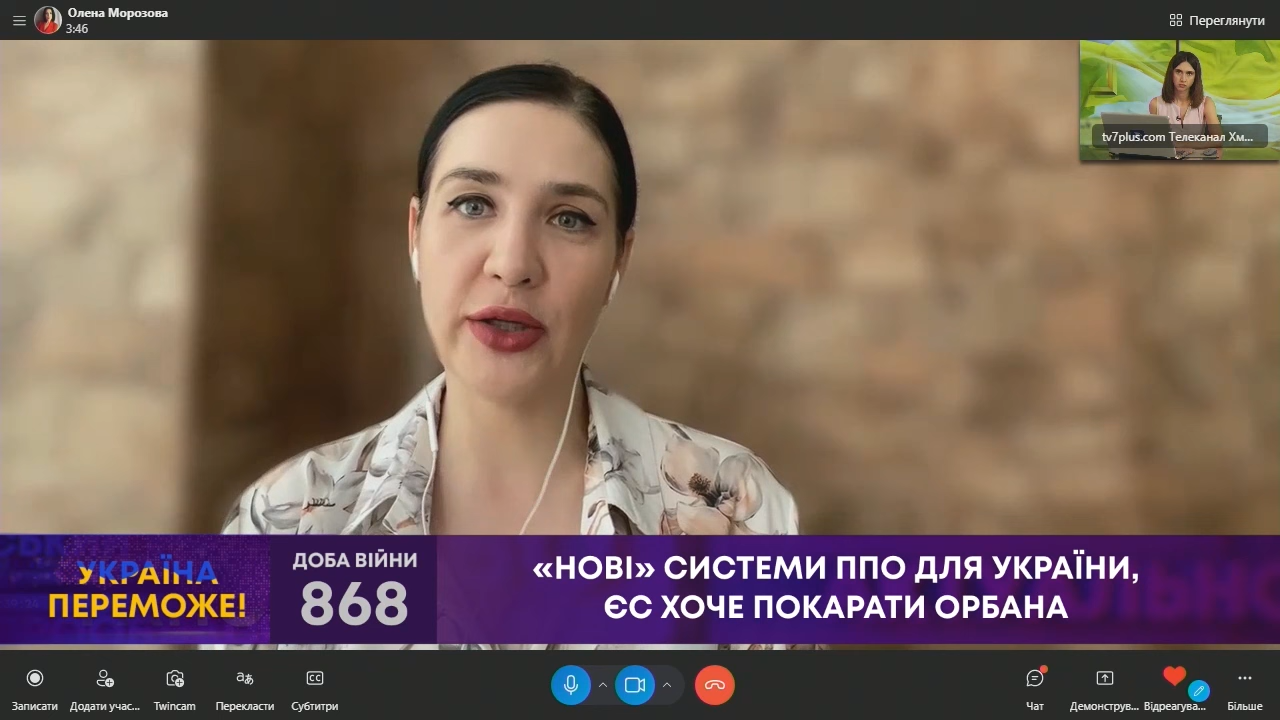 Олена Морозова
3:46
Переглянути
tv7plus.com Телеканал Хм...
УКРАЇНА
ПЕРЕМОЖЕ!
ДОБА ВІЙНИ
868
«НОВІ» СИСТЕМИ ППО ДЛЯ УКРАЇНИ,
ЄС ХОЧЕ ПОКАРАТИ ОРБАНА
Записати
Додати учас...
Twincam
Перекласти
Субтитри
Чат
Демонструв...
Відреагува...
Більше